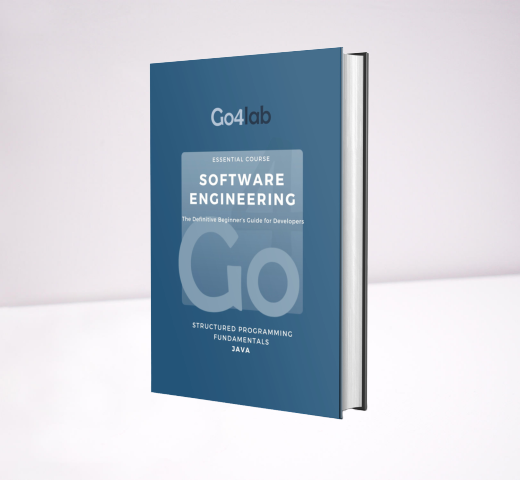 Go4lab
ESSENTIAL COURSE
SOFTWARE
ENGINEERING
The Definitive Beginner's Guide for Developers
Go
STRUCTURED PROGRAMMING
FUNDAMENTALS
JAVA